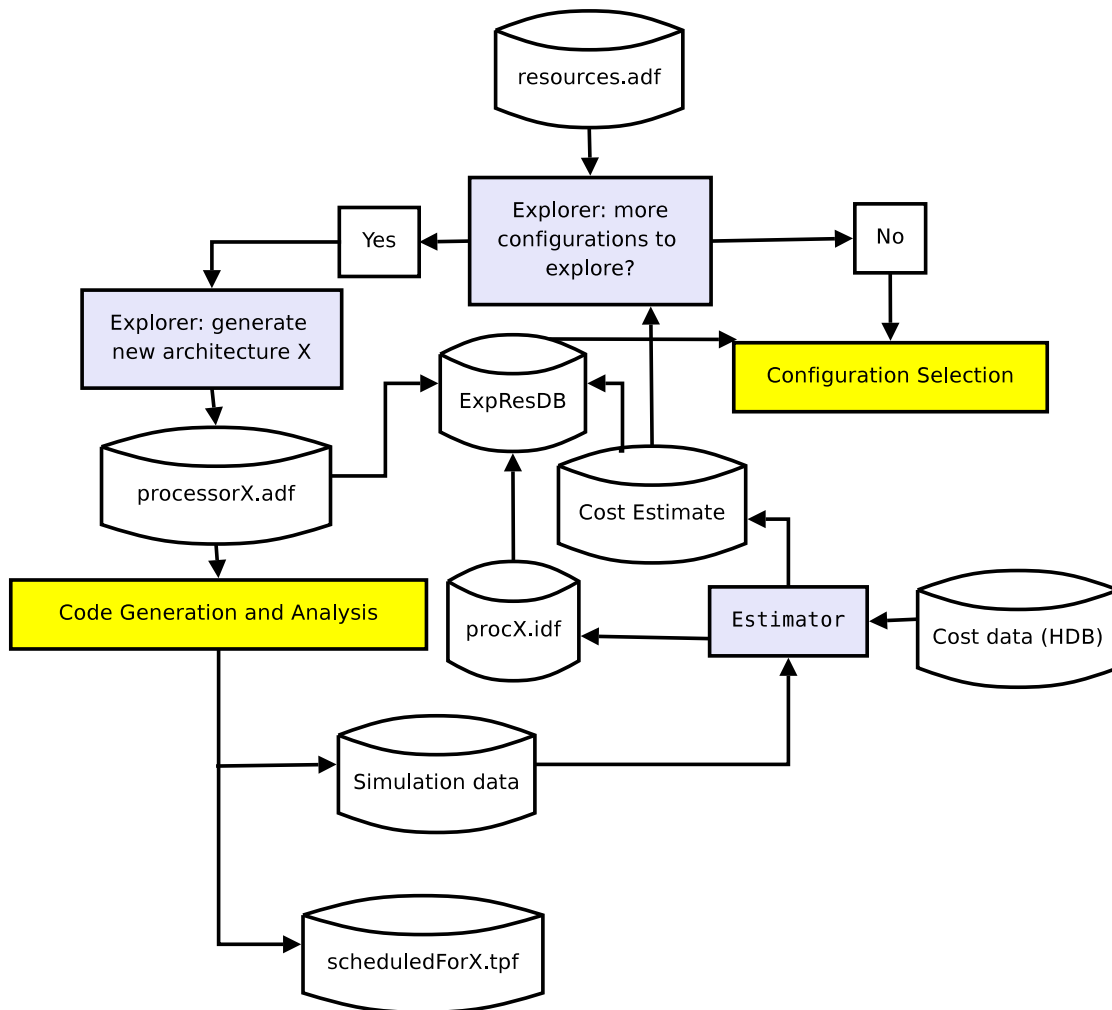 resources.adf
Explorer: more
configurations to
explore?
Yes
No
Explorer: generate
new architecture X
Configuration Selection
ExpResDB
processorX.adf
Cost Estimate
Code Generation and Analysis
procX.idf
Estimator
Cost data (HDB)
Simulation data
scheduledForX.tpf